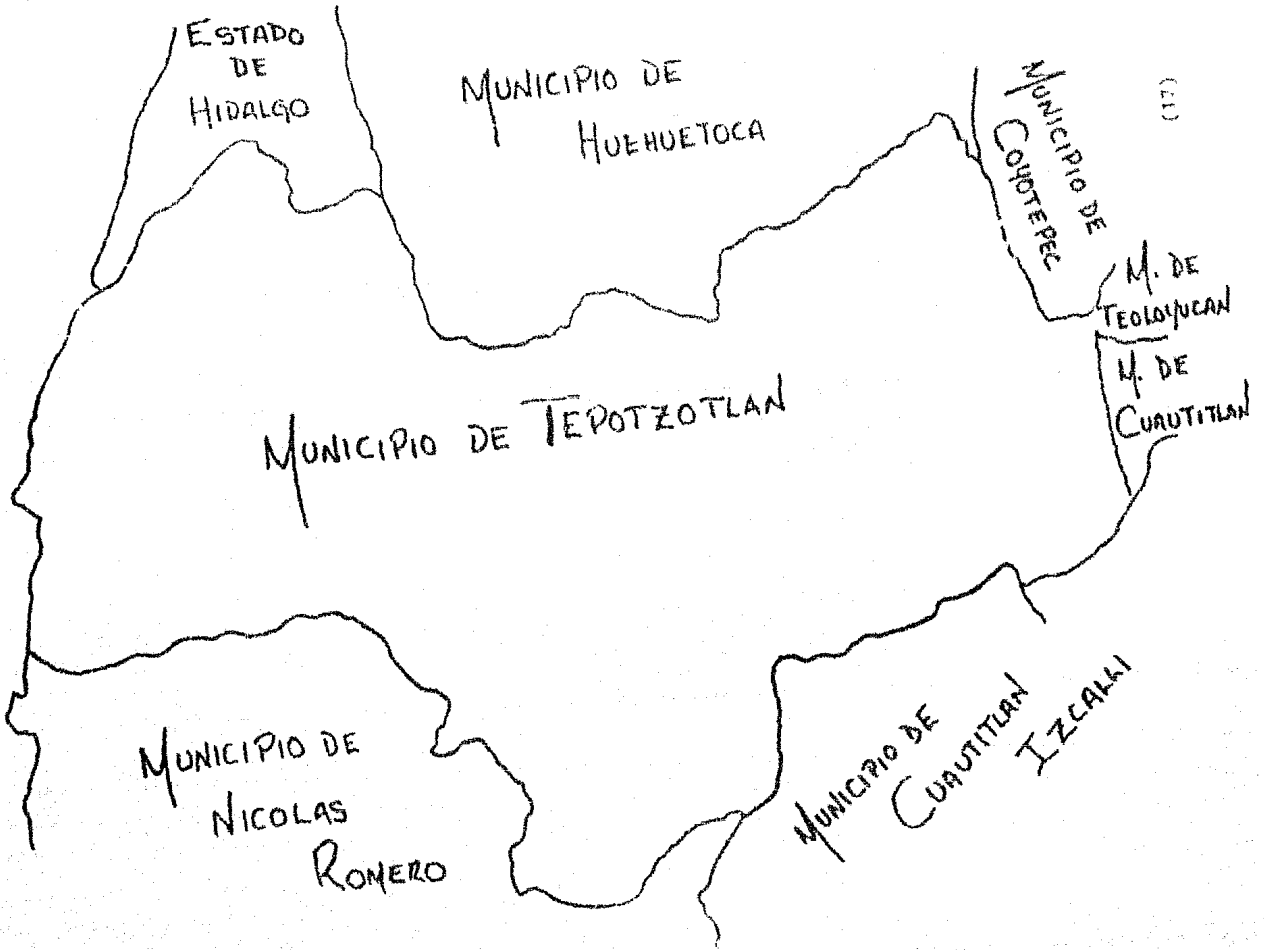 ESTADO
DE
HIDALGO
MUNICIPIO DE
HUEHUETOCA
MUNICIPIO DE
COYOTEPEC
(17)
M. DE
TEOLOYUCAN
M. DE
CUAUTITLAN
MUNICIPIO DE TEPOTZOTLAN
MUNICIPIO DE
NICOLAS
ROMERO
MUNICIPIO DE
CUAUTITLAN
IZCALLI